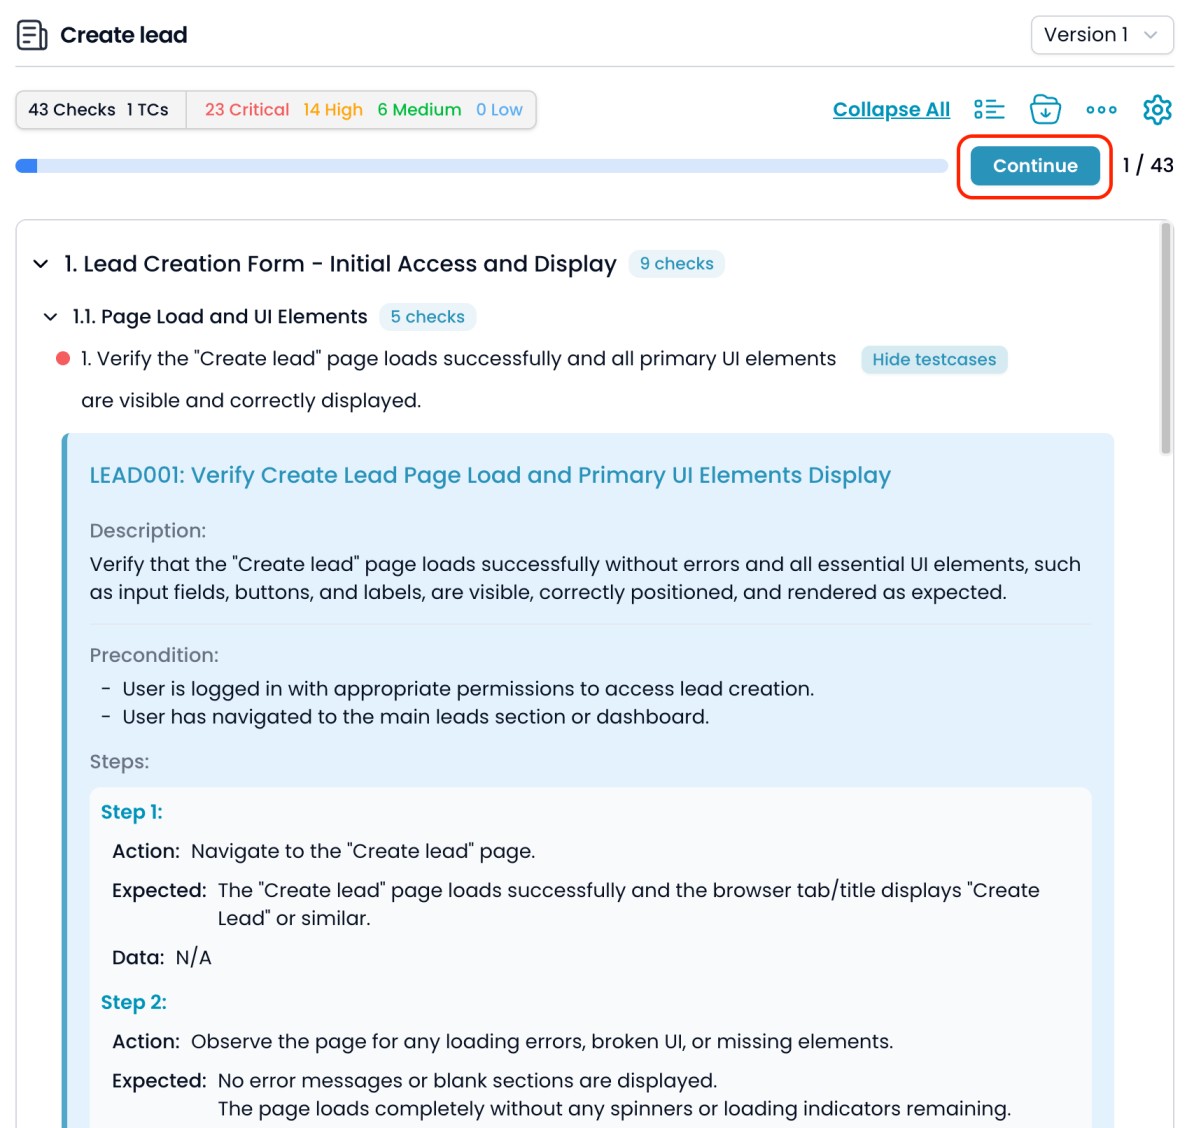 Create lead
Version 1
43 Checks 1 TCs 23 Critical 14 High 6 Medium 0 Low
Collapse All
Continue
1 / 43
1. Lead Creation Form - Initial Access and Display 9 checks
1.1. Page Load and UI Elements 5 checks
1. Verify the "Create lead" page loads successfully and all primary UI elements Hide testcases
are visible and correctly displayed.
LEAD001: Verify Create Lead Page Load and Primary UI Elements Display
Description:
Verify that the "Create lead" page loads successfully without errors and all essential UI elements, such
as input fields, buttons, and labels, are visible, correctly positioned, and rendered as expected.
Precondition:
- User is logged in with appropriate permissions to access lead creation.
- User has navigated to the main leads section or dashboard.
Steps:
Step 1:
Action: Navigate to the "Create lead" page.
Expected: The "Create lead" page loads successfully and the browser tab/title displays "Create
Lead" or similar.
Data: N/A
Step 2:
Action: Observe the page for any loading errors, broken UI, or missing elements.
Expected: No error messages or blank sections are displayed.
The page loads completely without any spinners or loading indicators remaining.